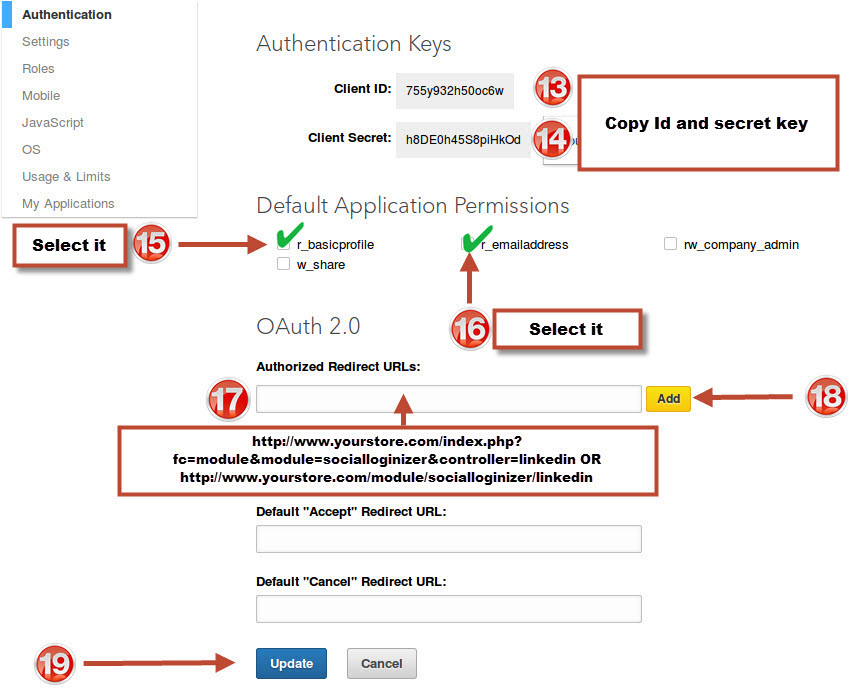 Authentication
Settings
Roles
Mobile
JavaScript
OS
Usage & Limits
My Applications
Authentication Keys
Client ID: 755y932h50oc6w
13
Copy Id and secret key
Client Secret: h8DE0h45S8piHkOd
14
Default Application Permissions
Select it
15
r_basicprofile
r_emailaddress
rw_company_admin
w_share
16
Select it
OAuth 2.0
Authorized Redirect URLs:
17
Add
18
http://www.yourstore.com/index.php?
fc=module&module=socialloginizer&controller=linkedin OR
http://www.yourstore.com/module/socialloginizer/linkedin
Default "Accept" Redirect URL:
Default "Cancel" Redirect URL:
19
Update
Cancel